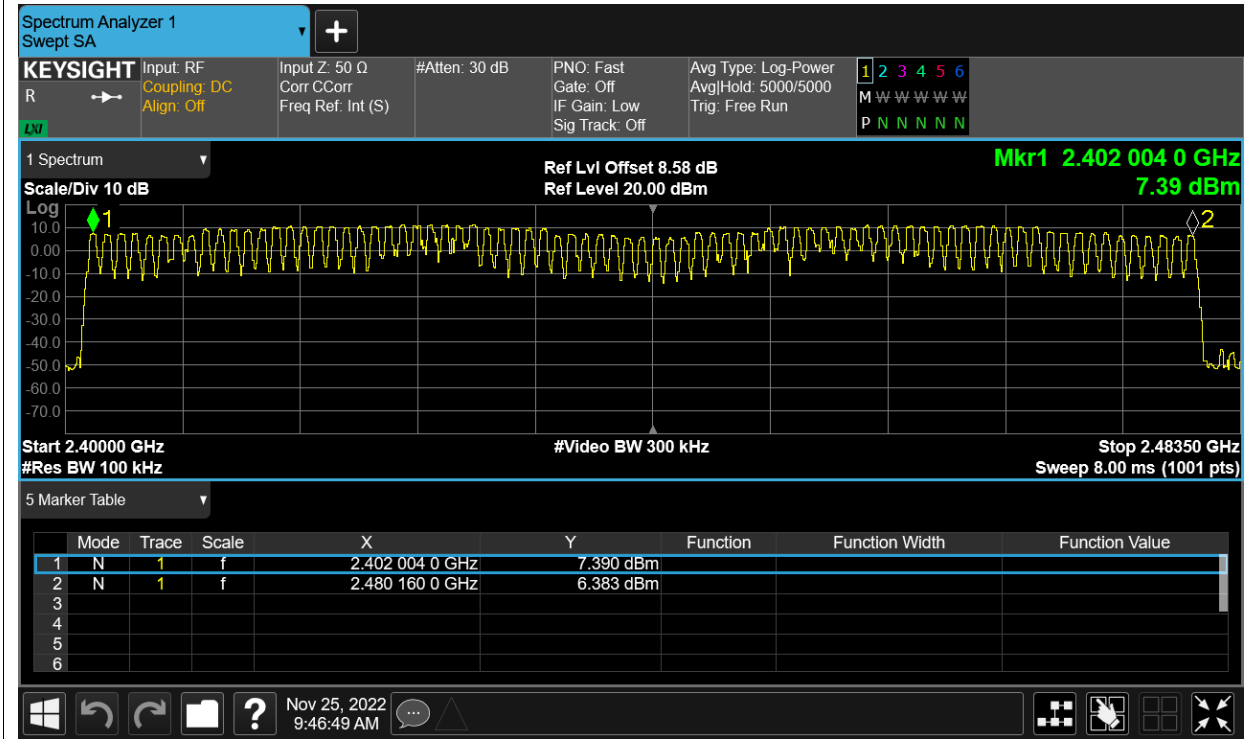 Spectrum Analyzer 1
Swept SA
+
KEYSIGHT
R
LXI
Input: RF
Coupling: DC
Align: Off
Input Z: 50 Ω
Corr CCorr
Freq Ref: Int (S)
#Atten: 30 dB
PNO: Fast
Gate: Off
IF Gain: Low
Sig Track: Off
Avg Type: Log-Power
Avg|Hold: 5000/5000
Trig: Free Run
1 2 3 4 5 6
M W W W W W
P N N N N N
1 Spectrum
Scale/Div 10 dB
Ref Lvl Offset 8.58 dB
Ref Level 20.00 dBm
Mkr1 2.402 004 0 GHz
7.39 dBm
Log
1
2
10.0
0.00
-10.0
-20.0
-30.0
-40.0
-50.0
-60.0
-70.0
Start 2.40000 GHz
#Res BW 100 kHz
#Video BW 300 kHz
Stop 2.48350 GHz
Sweep 8.00 ms (1001 pts)
5 Marker Table
Mode Trace Scale X Y Function Function Width Function Value
1 N 1 f 2.402 004 0 GHz 7.390 dBm
2 N 1 f 2.480 160 0 GHz 6.383 dBm
3
4
5
6
?
Nov 25, 2022
9:46:49 AM